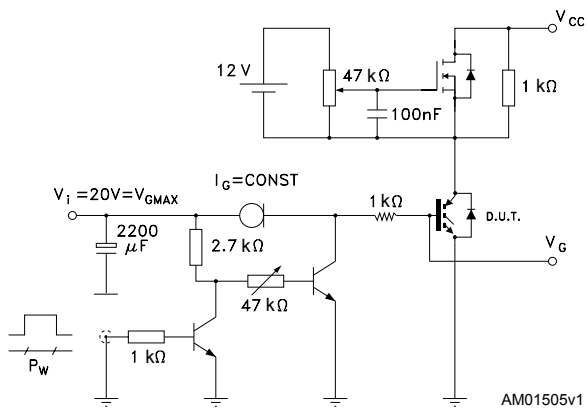 V CC
12 V
47 kΩ
1 kΩ
100nF
I G =CONST
V i =20V=V GMAX
1 kΩ
D.U.T.
2200
μF
2.7 kΩ
V G
47 kΩ
P W
1 kΩ
AM01505v1